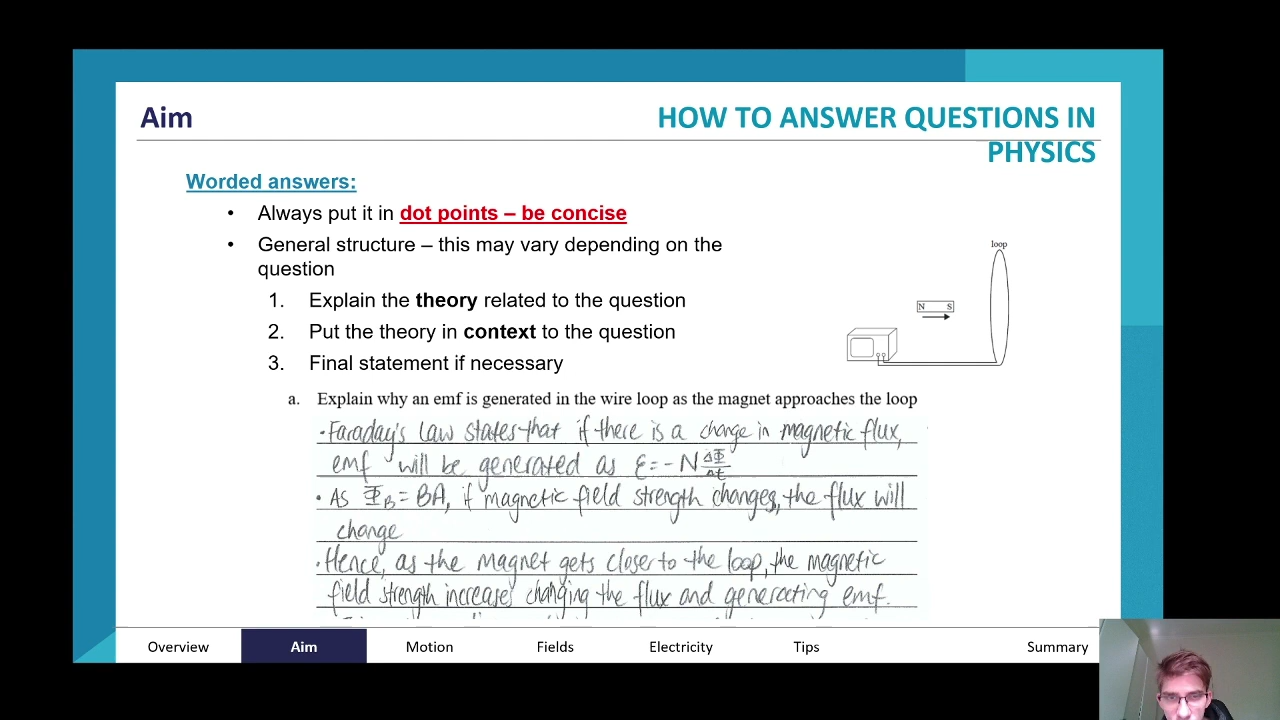 Aim
HOW TO ANSWER QUESTIONS IN
PHYSICS
Worded answers:
• Always put it in dot points – be concise
• General structure – this may vary depending on the
question
1. Explain the theory related to the question
2. Put the theory in context to the question
3. Final statement if necessary
loop
N S
a. Explain why an emf is generated in the wire loop as the magnet approaches the loop
• Faraday's law states that if there is a change in magnetic flux,
emf will be generated as ε = -N ΔΦ/Δt
• As Φ_B = BA, if magnetic field strength changes, the flux will
change
• Hence, as the magnet gets closer to the loop, the magnetic
field strength increases changing the flux and generating emf.
Overview Aim Motion Fields Electricity Tips Summary